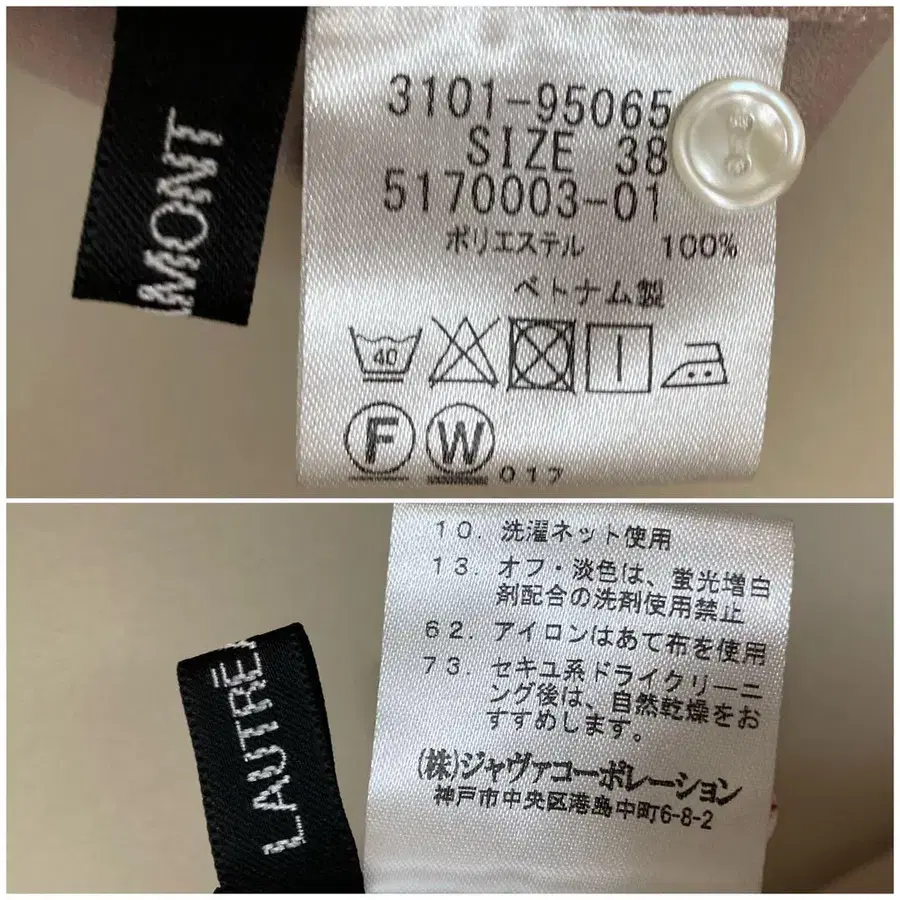 MONT
3101-95065
SIZE 38
5170003-01
ポリエステル 100%
ベトナム製
40
F W 017
LAUTRÉA
10. 洗濯ネット使用
13. オフ・淡色は、蛍光増白
剤配合の洗剤使用禁止
62. アイロンはあて布を使用
73. セキユ系ドライクリーニ
ング後は、自然乾燥をお
すすめします。
(株)ジャヴァコーポレーション
神戸市中央区港島中町6-8-2